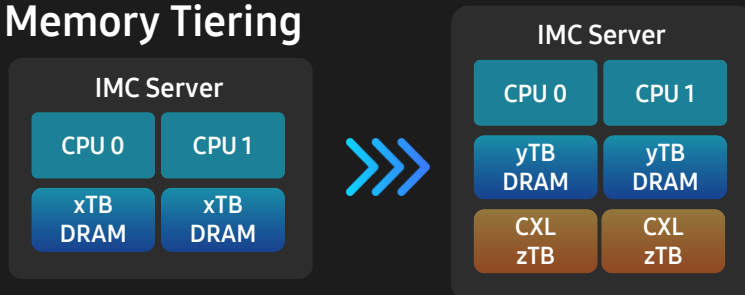 Memory Tiering
IMC Server
CPU 0 CPU 1
xTB xTB
DRAM DRAM
IMC Server
CPU 0 CPU 1
yTB yTB
DRAM DRAM
CXL CXL
zTB zTB